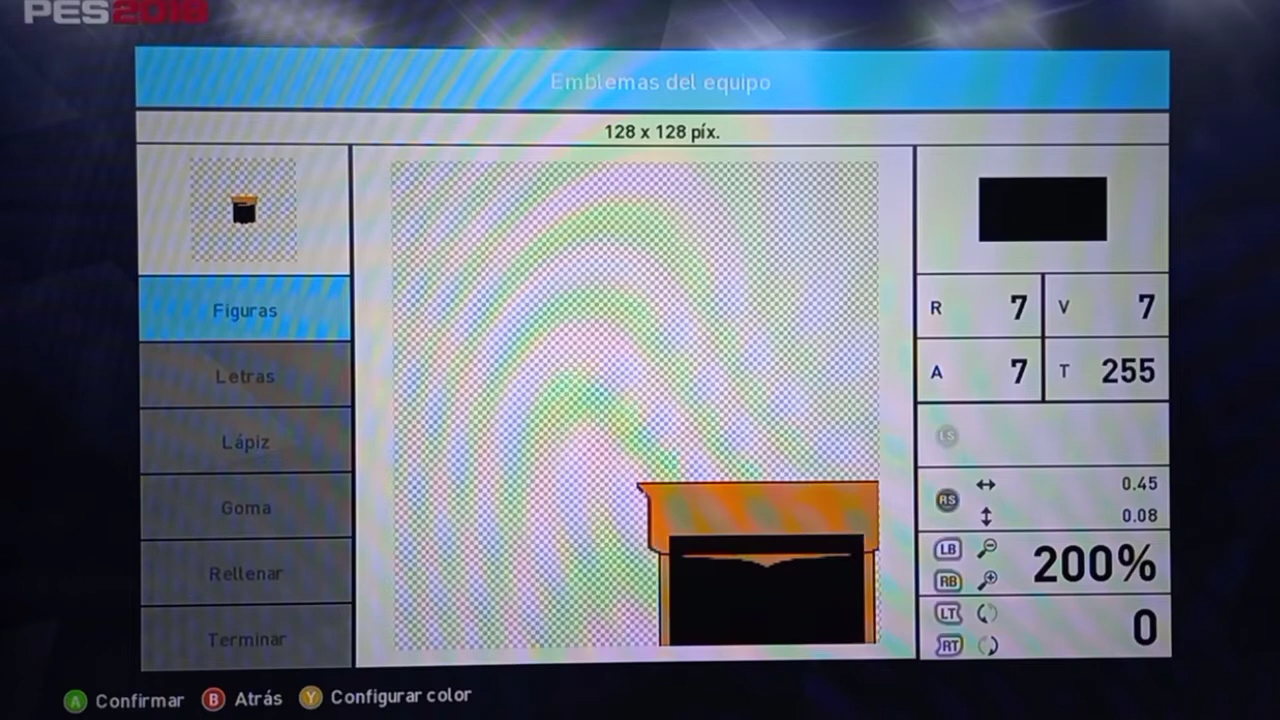 PES2018
Emblemas del equipo
128 x 128 píx.
Figuras
Letras
Lápiz
Goma
Rellenar
Terminar
R 7 V 7
A 7 T 255
LS
RS 0.45
0.08
LB
RB 200%
LT
RT 0
A Confirmar B Atrás Y Configurar color